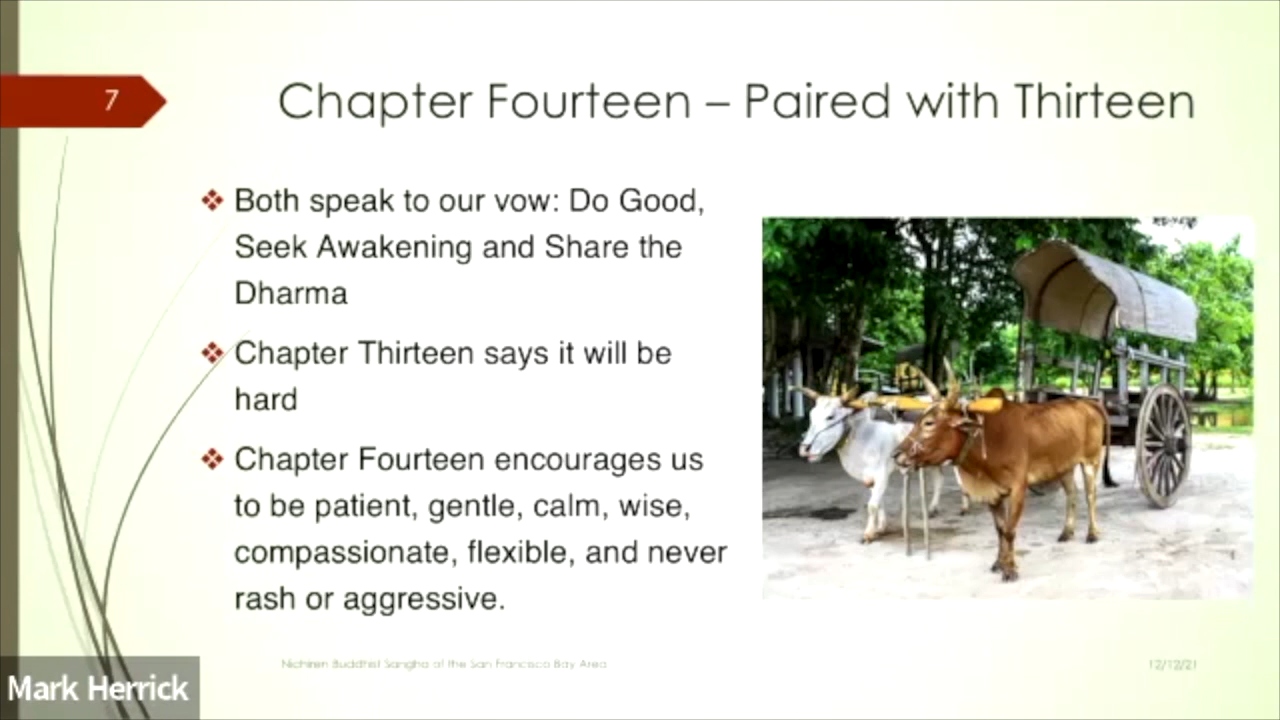 7
Chapter Fourteen – Paired with Thirteen
Both speak to our vow: Do Good,
Seek Awakening and Share the
Dharma
Chapter Thirteen says it will be
hard
Chapter Fourteen encourages us
to be patient, gentle, calm, wise,
compassionate, flexible, and never
rash or aggressive.
Nichiren Buddhist Sangha of the San Francisco Bay Area
12/12/21
Mark Herrick